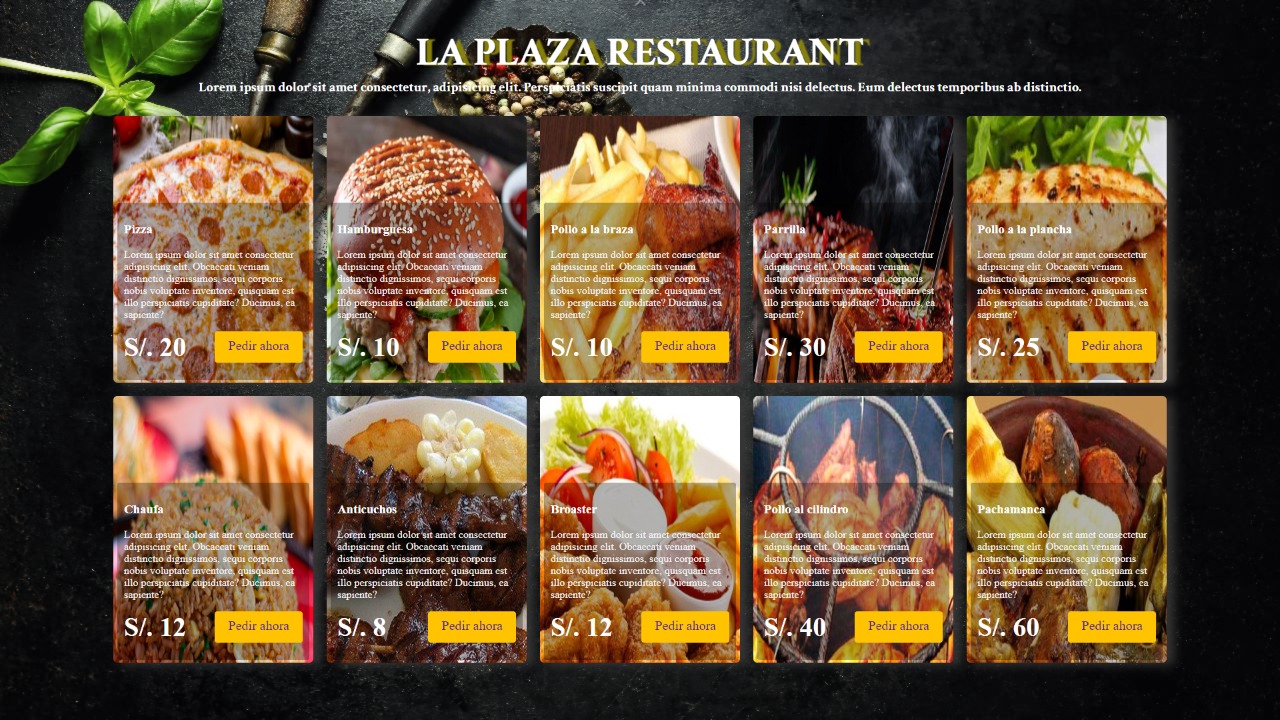 LA PLAZA RESTAURANT
Lorem ipsum dolor sit amet consectetur, adipisicing elit. Perspiciatis suscipit quam minima commodi nisi delectus. Eum delectus temporibus ab distinctio.
Pizza
Lorem ipsum dolor sit amet consectetur
adipisicing elit. Obcaecati veniam
distinctio dignissimos, sequi corporis
nobis voluptate inventore, quisquam est
illo perspiciatis cupiditate? Ducimus, ea
sapiente?
S/. 20
Pedir ahora
Hamburguesa
Lorem ipsum dolor sit amet consectetur
adipisicing elit. Obcaecati veniam
distinctio dignissimos, sequi corporis
nobis voluptate inventore, quisquam est
illo perspiciatis cupiditate? Ducimus, ea
sapiente?
S/. 10
Pedir ahora
Pollo a la braza
Lorem ipsum dolor sit amet consectetur
adipisicing elit. Obcaecati veniam
distinctio dignissimos, sequi corporis
nobis voluptate inventore, quisquam est
illo perspiciatis cupiditate? Ducimus, ea
sapiente?
S/. 10
Pedir ahora
Parrilla
Lorem ipsum dolor sit amet consectetur
adipisicing elit. Obcaecati veniam
distinctio dignissimos, sequi corporis
nobis voluptate inventore, quisquam est
illo perspiciatis cupiditate? Ducimus, ea
sapiente?
S/. 30
Pedir ahora
Pollo a la plancha
Lorem ipsum dolor sit amet consectetur
adipisicing elit. Obcaecati veniam
distinctio dignissimos, sequi corporis
nobis voluptate inventore, quisquam est
illo perspiciatis cupiditate? Ducimus, ea
sapiente?
S/. 25
Pedir ahora
Chaufa
Lorem ipsum dolor sit amet consectetur
adipisicing elit. Obcaecati veniam
distinctio dignissimos, sequi corporis
nobis voluptate inventore, quisquam est
illo perspiciatis cupiditate? Ducimus, ea
sapiente?
S/. 12
Pedir ahora
Anticuchos
Lorem ipsum dolor sit amet consectetur
adipisicing elit. Obcaecati veniam
distinctio dignissimos, sequi corporis
nobis voluptate inventore, quisquam est
illo perspiciatis cupiditate? Ducimus, ea
sapiente?
S/. 8
Pedir ahora
Broaster
Lorem ipsum dolor sit amet consectetur
adipisicing elit. Obcaecati veniam
distinctio dignissimos, sequi corporis
nobis voluptate inventore, quisquam est
illo perspiciatis cupiditate? Ducimus, ea
sapiente?
S/. 12
Pedir ahora
Pollo al cilindro
Lorem ipsum dolor sit amet consectetur
adipisicing elit. Obcaecati veniam
distinctio dignissimos, sequi corporis
nobis voluptate inventore, quisquam est
illo perspiciatis cupiditate? Ducimus, ea
sapiente?
S/. 40
Pedir ahora
Pachamanca
Lorem ipsum dolor sit amet consectetur
adipisicing elit. Obcaecati veniam
distinctio dignissimos, sequi corporis
nobis voluptate inventore, quisquam est
illo perspiciatis cupiditate? Ducimus, ea
sapiente?
S/. 60
Pedir ahora